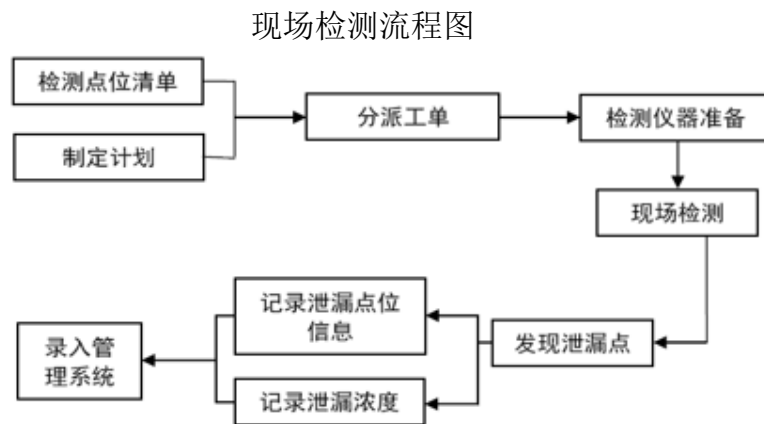 现场检测流程图
检测点位清单
制定计划
分派工单
检测仪器准备
现场检测
发现泄漏点
记录泄漏点位
信息
记录泄漏浓度
录入管
理系统